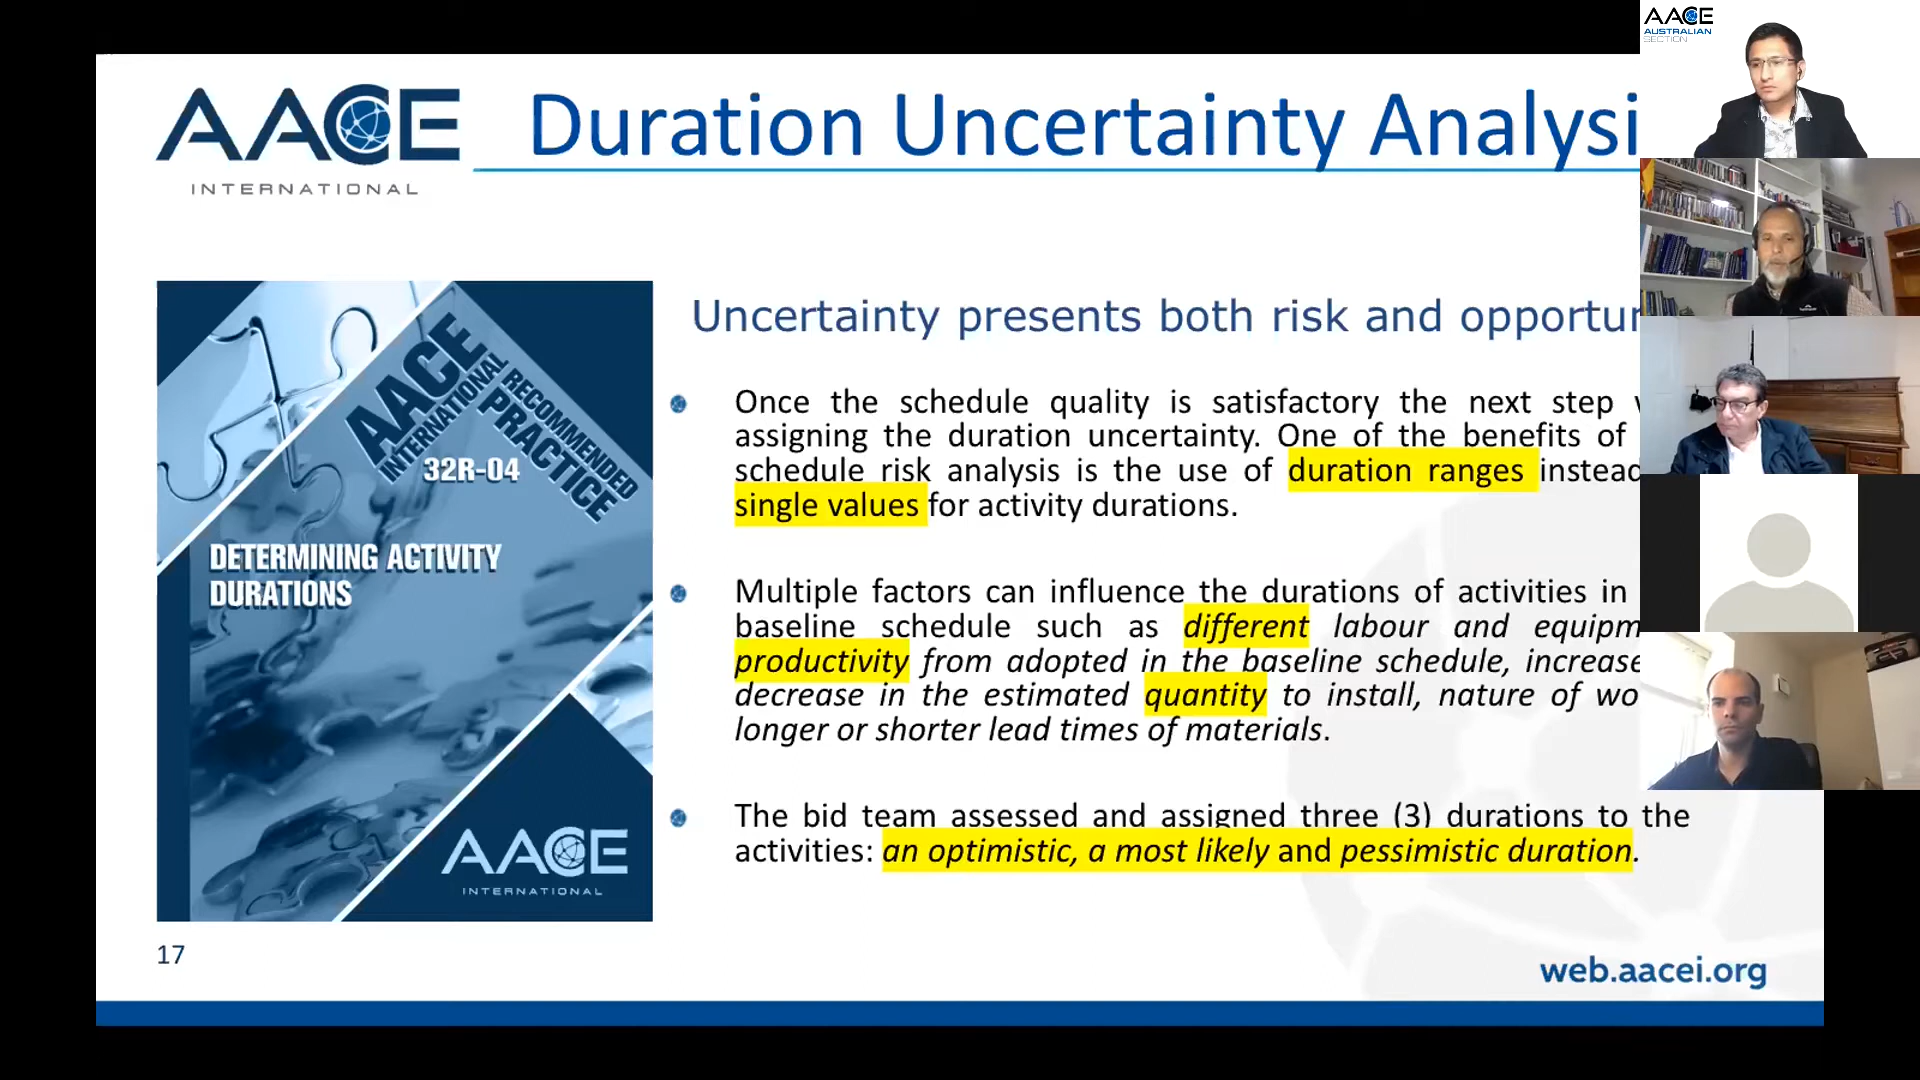 AACE
AUSTRALIAN
SECTION
AACE
INTERNATIONAL
Duration Uncertainty Analysi
Uncertainty presents both risk and opportun
AACE
INTERNATIONAL
RECOMMENDED
PRACTICE
32R-04
DETERMINING ACTIVITY
DURATIONS
AACE
INTERNATIONAL
Once the schedule quality is satisfactory the next step
assigning the duration uncertainty. One of the benefits of
schedule risk analysis is the use of duration ranges instead
single values for activity durations.
Multiple factors can influence the durations of activities in
baseline schedule such as different labour and equipm
productivity from adopted in the baseline schedule, increase
decrease in the estimated quantity to install, nature of wo
longer or shorter lead times of materials.
The bid team assessed and assigned three (3) durations to the
activities: an optimistic, a most likely and pessimistic duration.
17
web.aacei.org